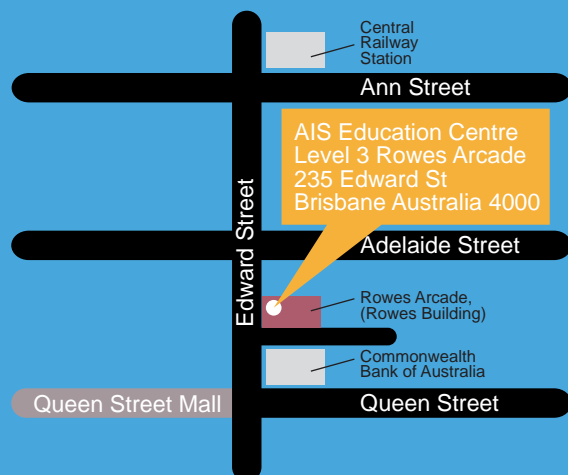 Central
Railway
Station
Ann Street
AIS Education Centre
Level 3 Rowes Arcade
235 Edward St
Brisbane Australia 4000
Edward Street
Adelaide Street
Rowes Arcade,
(Rowes Building)
Commonwealth
Bank of Australia
Queen Street Mall
Queen Street